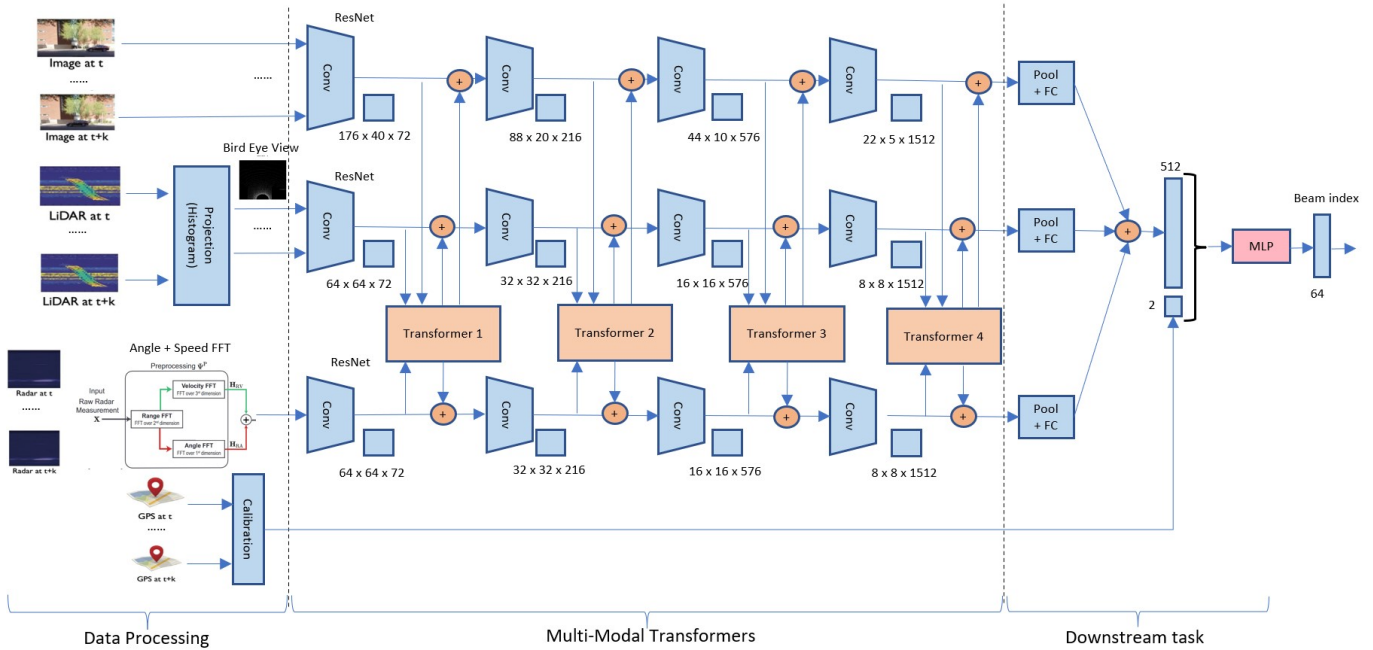 Image at t
......
Image at t+k
LiDAR at t
......
LiDAR at t+k
Projection
(Histogram)
Bird Eye View
......
......
Angle + Speed FFT
Radar at t
......
Radar at t+k
Input
Raw Radar
Measurement
X
Preprocessing Ψᴾ
Range FFT
FFT over 2nd dimension
Velocity FFT
FFT over 3rd dimension
Angle FFT
FFT over 1st dimension
H_RV
H_RA
+
GPS at t
......
GPS at t+k
Calibration
ResNet
Conv
176 x 40 x 72
+
Conv
88 x 20 x 216
+
Conv
44 x 10 x 576
+
Conv
22 x 5 x 1512
+
ResNet
Conv
64 x 64 x 72
+
Conv
32 x 32 x 216
+
Conv
16 x 16 x 576
+
Conv
8 x 8 x 1512
+
Transformer 1
Transformer 2
Transformer 3
Transformer 4
ResNet
Conv
64 x 64 x 72
+
Conv
32 x 32 x 216
+
Conv
16 x 16 x 576
+
Conv
8 x 8 x 1512
+
Pool
+ FC
Pool
+ FC
Pool
+ FC
+
512
2
MLP
Beam index
64
Data Processing
Multi-Modal Transformers
Downstream task